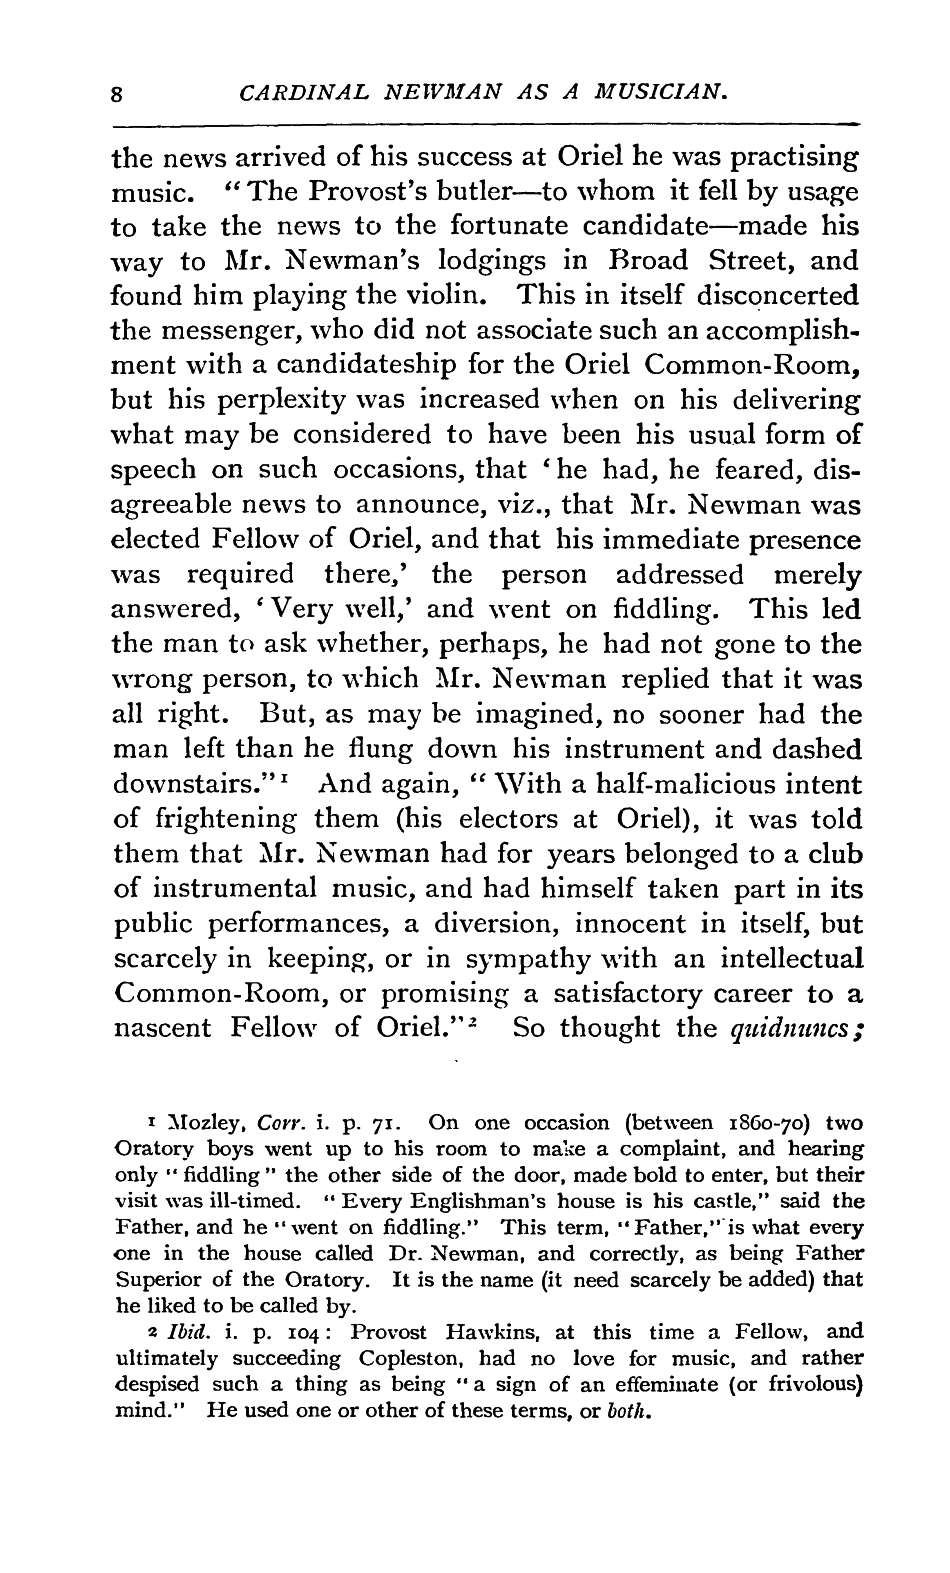 8 CARDINAL NEWMAN AS A MUSICIAN.
the news arrived of his success at Oriel he was practising
music. “The Provost’s butler—to whom it fell by usage
to take the news to the fortunate candidate—made his
way to Mr. Newman’s lodgings in Broad Street, and
found him playing the violin. This in itself disconcerted
the messenger, who did not associate such an accomplish-
ment with a candidateship for the Oriel Common-Room,
but his perplexity was increased when on his delivering
what may be considered to have been his usual form of
speech on such occasions, that ‘he had, he feared, dis-
agreeable news to announce, viz., that Mr. Newman was
elected Fellow of Oriel, and that his immediate presence
was required there,’ the person addressed merely
answered, ‘Very well,’ and went on fiddling. This led
the man to ask whether, perhaps, he had not gone to the
wrong person, to which Mr. Newman replied that it was
all right. But, as may be imagined, no sooner had the
man left than he flung down his instrument and dashed
downstairs.”1 And again, “With a half-malicious intent
of frightening them (his electors at Oriel), it was told
them that Mr. Newman had for years belonged to a club
of instrumental music, and had himself taken part in its
public performances, a diversion, innocent in itself, but
scarcely in keeping, or in sympathy with an intellectual
Common-Room, or promising a satisfactory career to a
nascent Fellow of Oriel.”2 So thought the quidnuncs;
1 Mozley, Corr. i. p. 71. On one occasion (between 1860-70) two
Oratory boys went up to his room to make a complaint, and hearing
only “fiddling” the other side of the door, made bold to enter, but their
visit was ill-timed. “Every Englishman’s house is his castle,” said the
Father, and he “went on fiddling.” This term, “Father,” is what every
one in the house called Dr. Newman, and correctly, as being Father
Superior of the Oratory. It is the name (it need scarcely be added) that
he liked to be called by.
2 Ibid. i. p. 104: Provost Hawkins, at this time a Fellow, and
ultimately succeeding Copleston, had no love for music, and rather
despised such a thing as being “a sign of an effeminate (or frivolous)
mind.” He used one or other of these terms, or both.